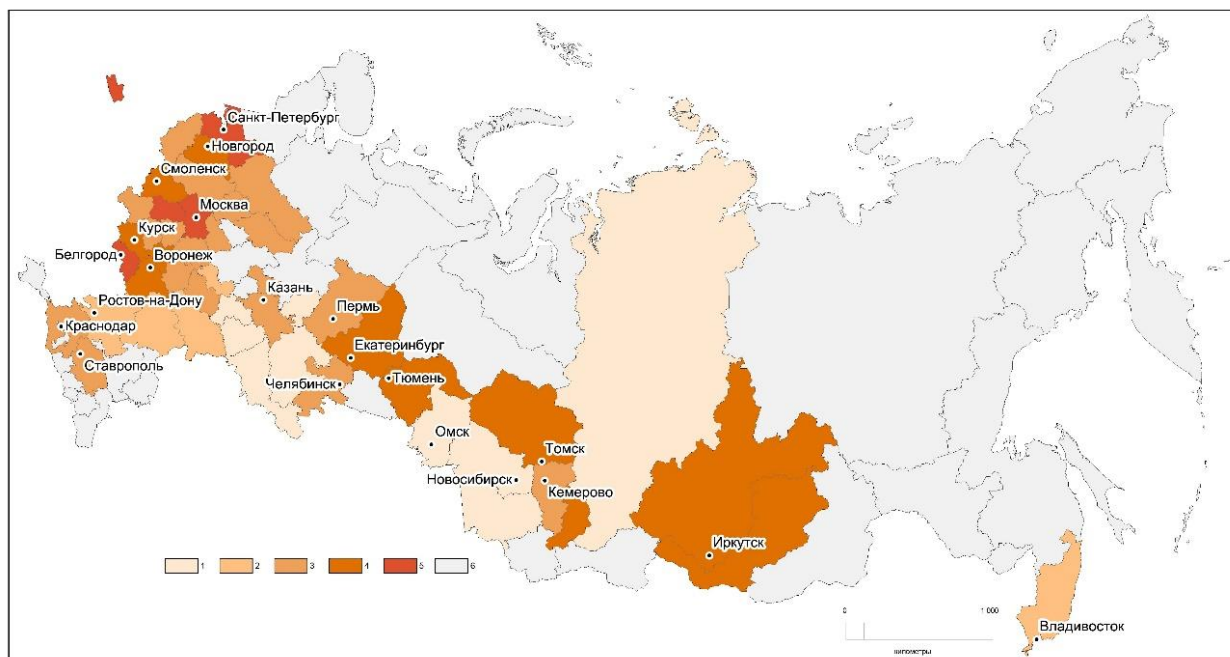 Санкт-Петербург
Новгород
Смоленск
Москва
Курск
Белгород
Воронеж
Казань
Ростов-на-Дону
Пермь
Краснодар
Екатеринбург
Ставрополь
Челябинск
Тюмень
Омск
Томск
Новосибирск
Кемерово
Иркутск
1 2 3 4 5 6
0 1 000
километры
Владивосток